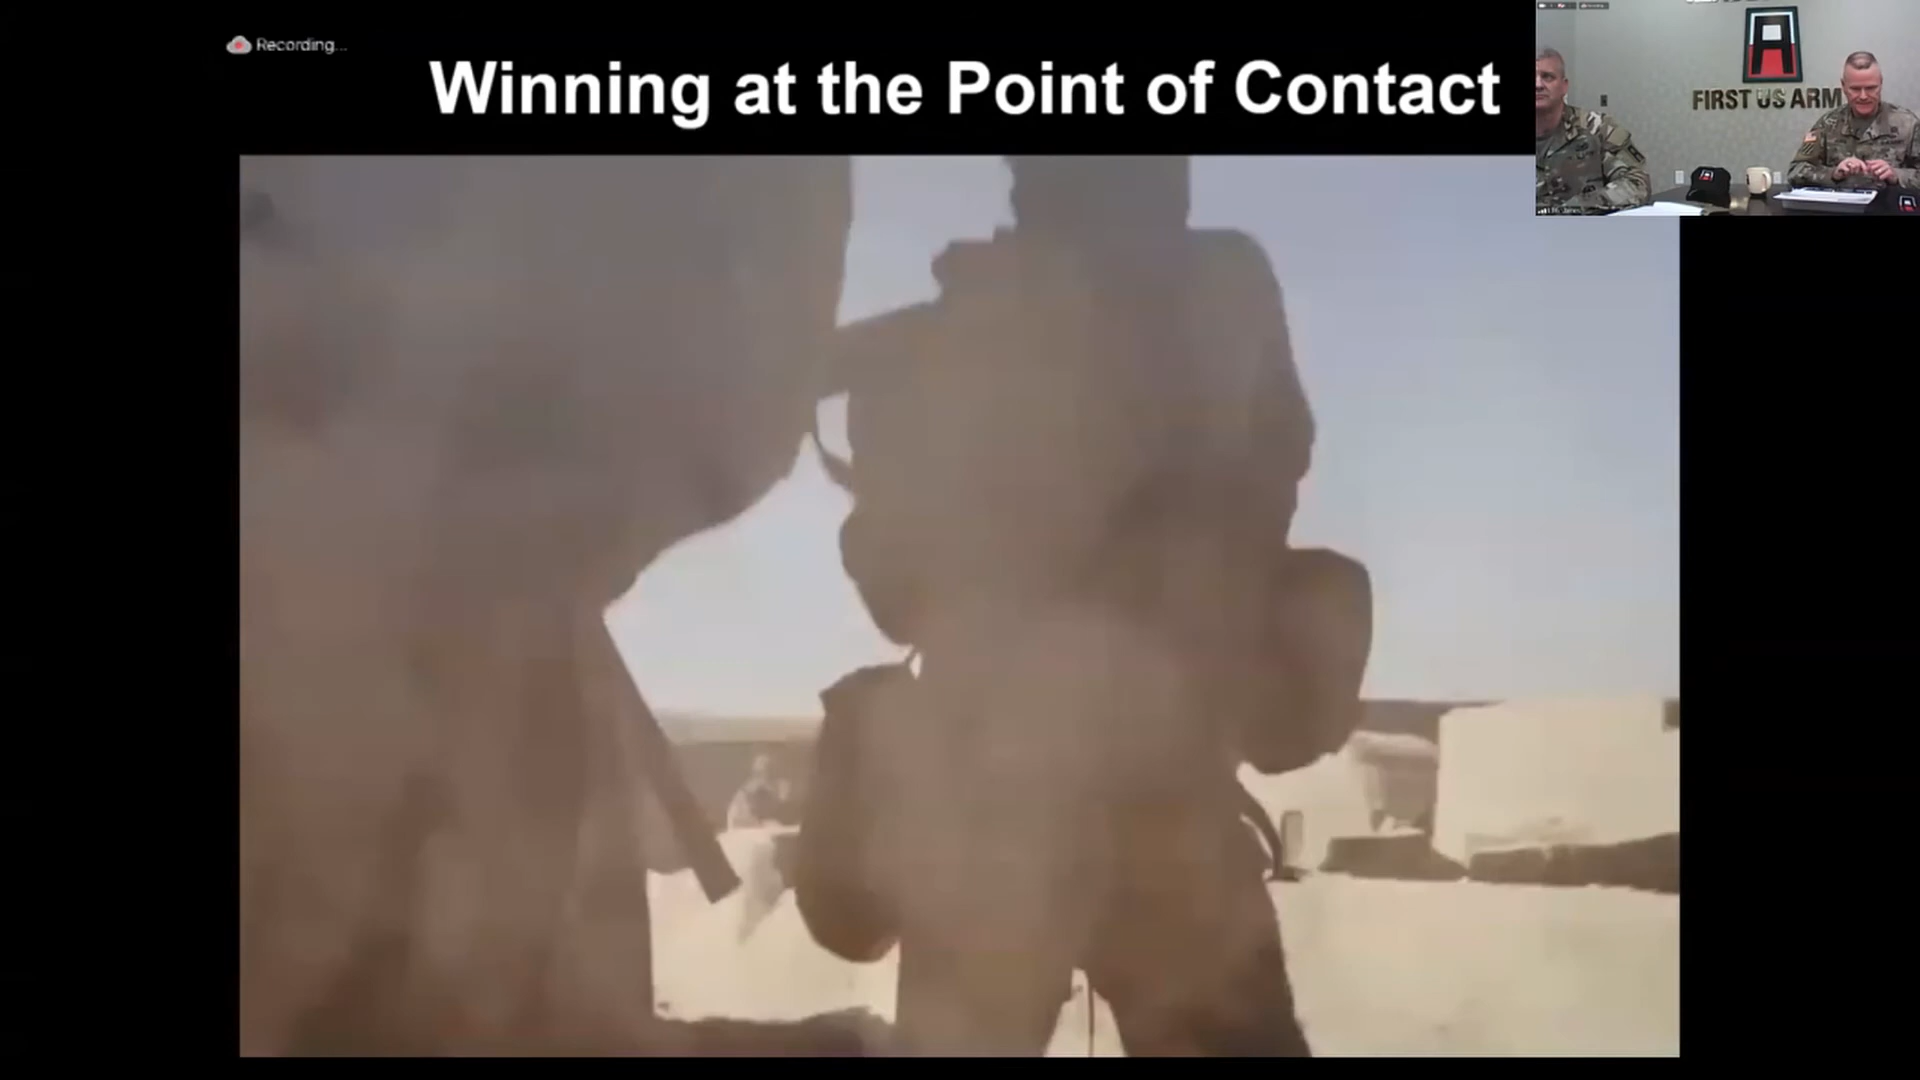 Recording...
Winning at the Point of Contact
FIRST US ARM